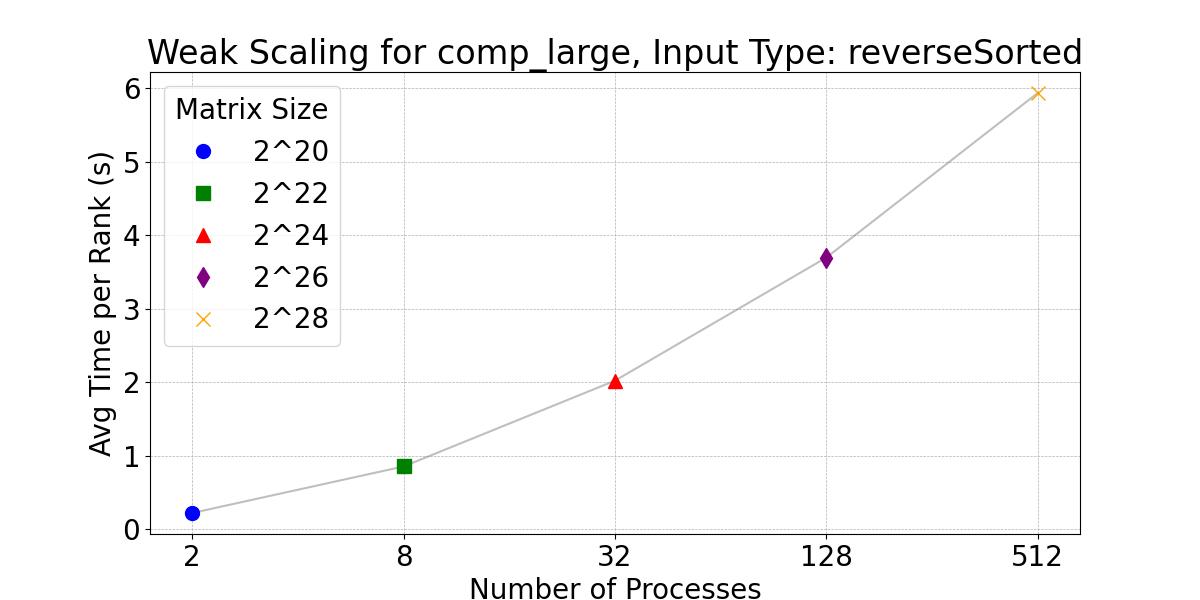 Weak Scaling for comp_large, Input Type: reverseSorted
Avg Time per Rank (s)
6
5
4
3
2
1
0
Matrix Size
2^20
2^22
2^24
2^26
2^28
2 8 32 128 512
Number of Processes